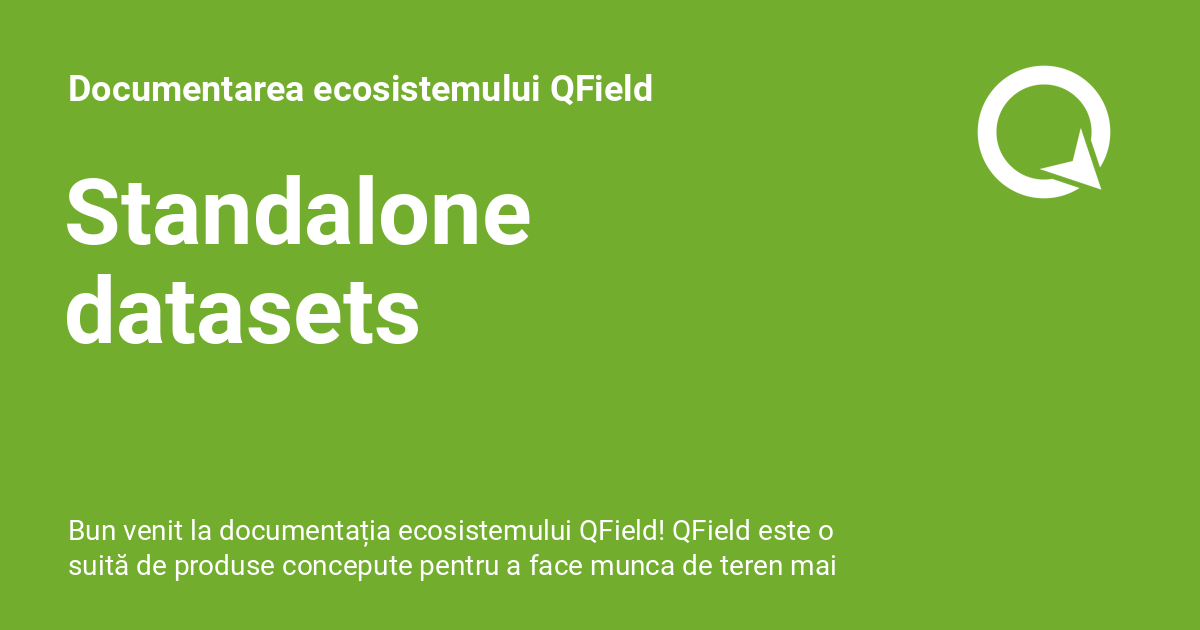 Documentarea ecosistemului QField
Standalone
datasets
Bun venit la documentația ecosistemului QField! QField este o
suită de produse concepute pentru a face munca de teren mai